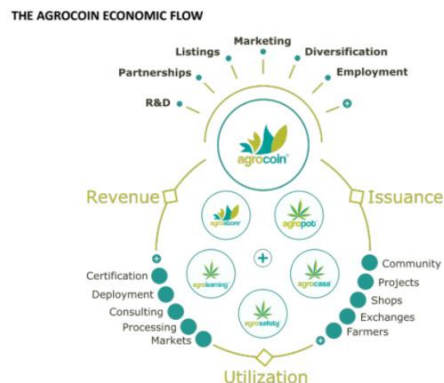 THE AGROCOIN ECONOMIC FLOW
Marketing
Listings
Diversification
Partnerships
Employment
R&D
agrocoin®
Revenue
Issuance
agropot
agrolearning
agrocasa
agrosafety
Certification
Community
Deployment
Projects
Consulting
Shops
Processing
Exchanges
Markets
Farmers
Utilization